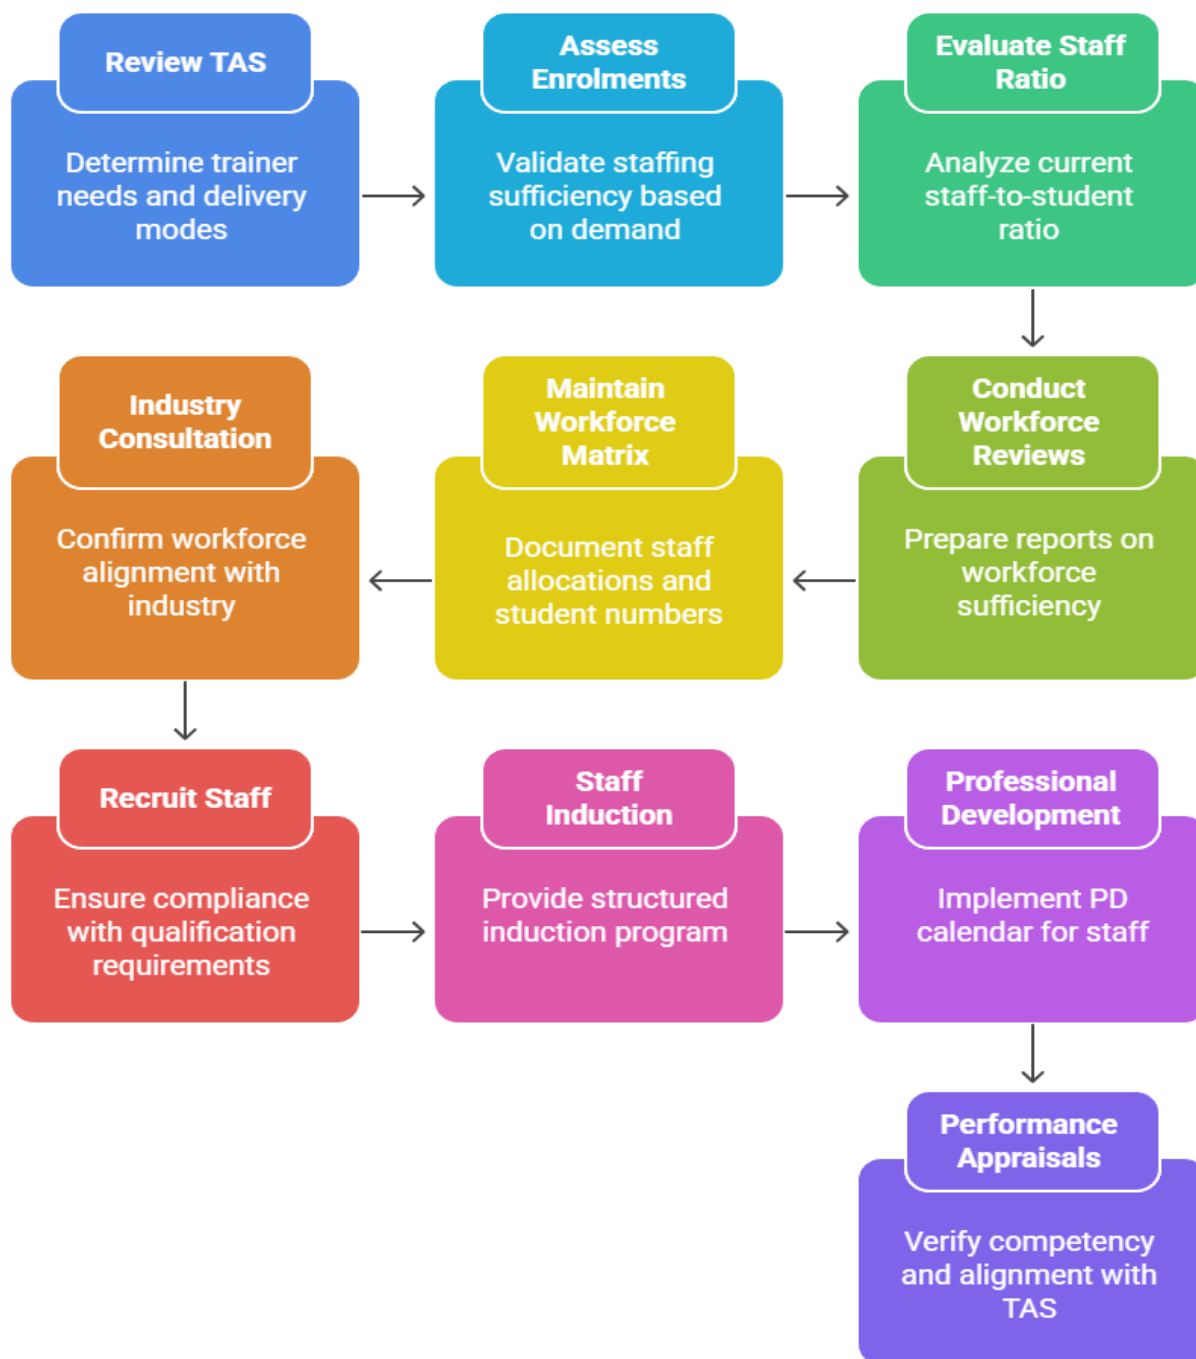 Review TAS
Determine trainer
needs and delivery
modes
Assess
Enrolments
Validate staffing
sufficiency based
on demand
Evaluate Staff
Ratio
Analyze current
staff-to-student
ratio
Conduct
Workforce
Reviews
Prepare reports on
workforce
sufficiency
Maintain
Workforce
Matrix
Document staff
allocations and
student numbers
Industry
Consultation
Confirm workforce
alignment with
industry
Recruit Staff
Ensure compliance
with qualification
requirements
Staff
Induction
Provide structured
induction program
Professional
Development
Implement PD
calendar for staff
Performance
Appraisals
Verify competency
and alignment with
TAS